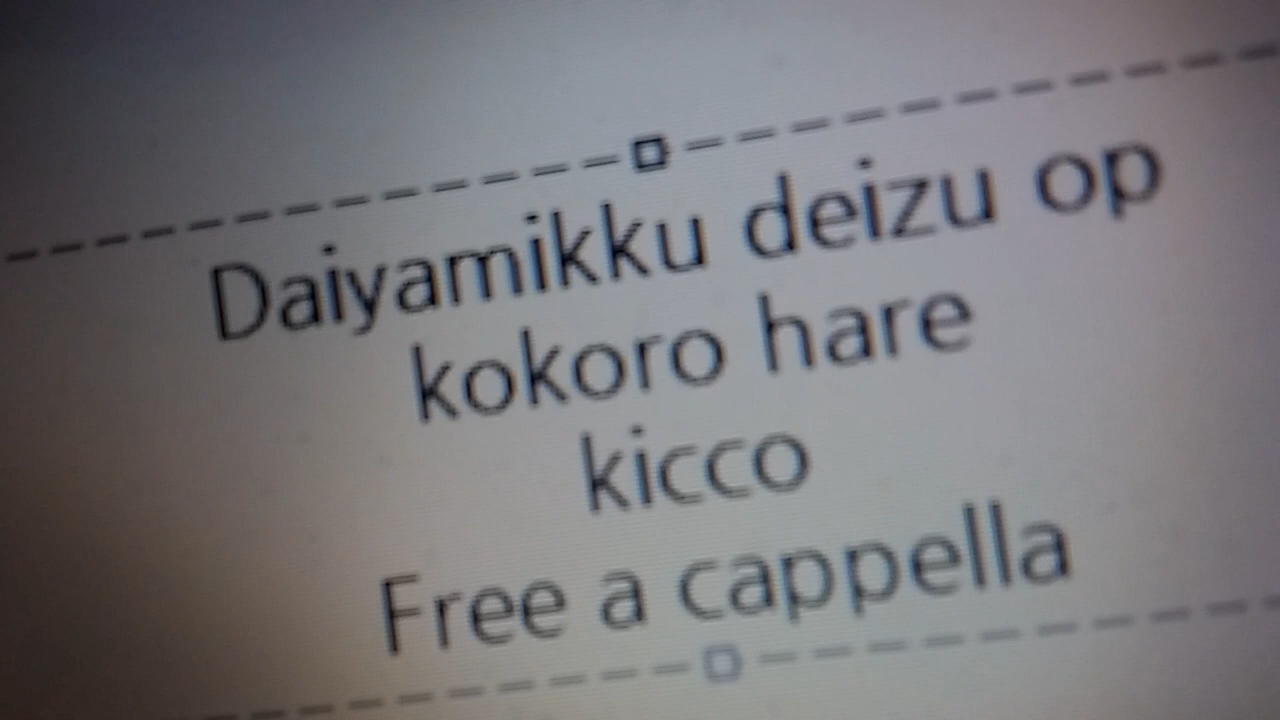 Daiyamikku deizu op
kokoro hare
kicco
Free a cappella